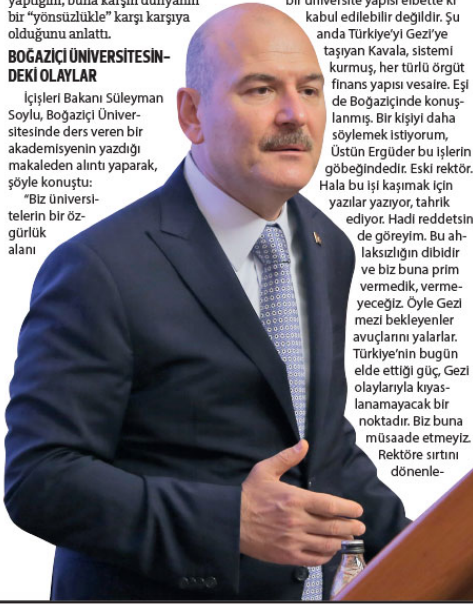 yaptığını, buna karşın dünyanın
bir “yönsüzlükle” karşı karşıya
olduğunu anlattı.
BOĞAZİÇİ ÜNİVERSİTESİN-
DEKİ OLAYLAR
İçişleri Bakanı Süleyman
Soylu, Boğaziçi Üniver-
sitesinde ders veren bir
akademisyenin yazdığı
makaleden alıntı yaparak,
şöyle konuştu:
“Biz üniversi-
telerin bir öz-
gürlük
alanı
bir üniversite yapısı elbette ki
kabul edilebilir değildir. Şu
anda Türkiye’yi Gezi’ye
taşıyan Kavala, sistemi
kurmuş, her türlü örgüt
finans yapısı vesaire. Eşi
de Boğaziçinde konuş-
lanmış. Bir kişiyi daha
söylemek istiyorum,
Üstün Ergüder bu işlerin
göbeğindedir. Eski rektör.
Hala bu işi kaşımak için
yazılar yazıyor, tahrik
ediyor. Hadi reddetsin
de göreyim. Bu ah-
laksızlığın dibidir
ve biz buna prim
vermedik, verme-
yeceğiz. Öyle Gezi
mezi bekleyenler
avuçlarını yalarlar.
Türkiye’nin bugün
elde ettiği güç, Gezi
olaylarıyla kıyas-
lanamayacak bir
noktadır. Biz buna
müsaade etmeyiz.
Rektöre sırtını
dönenle-